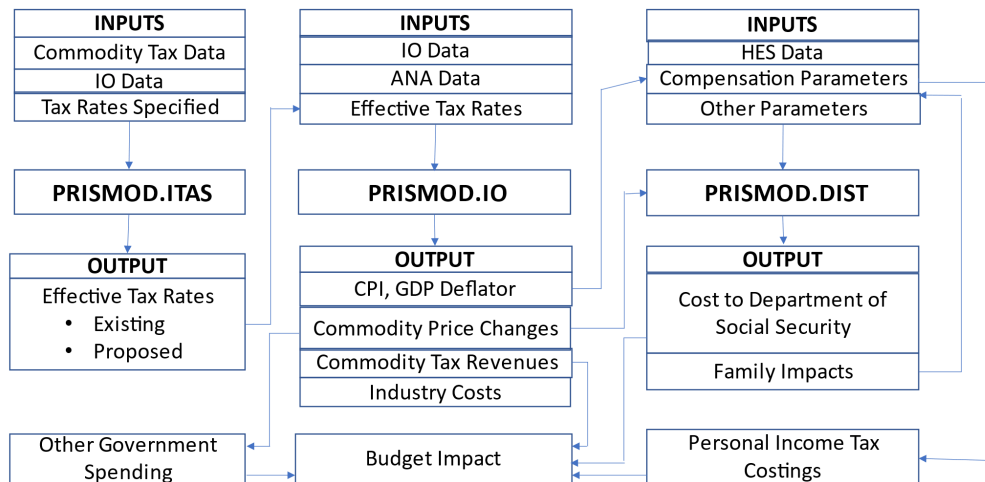 INPUTS
Commodity Tax Data
IO Data
Tax Rates Specified
PRISMOD.ITAS
OUTPUT
Effective Tax Rates
• Existing
• Proposed
Other Government
Spending
INPUTS
IO Data
ANA Data
Effective Tax Rates
PRISMOD.IO
OUTPUT
CPI, GDP Deflator
Commodity Price Changes
Commodity Tax Revenues
Industry Costs
Budget Impact
INPUTS
HES Data
Compensation Parameters
Other Parameters
PRISMOD.DIST
OUTPUT
Cost to Department of
Social Security
Family Impacts
Personal Income Tax
Costings